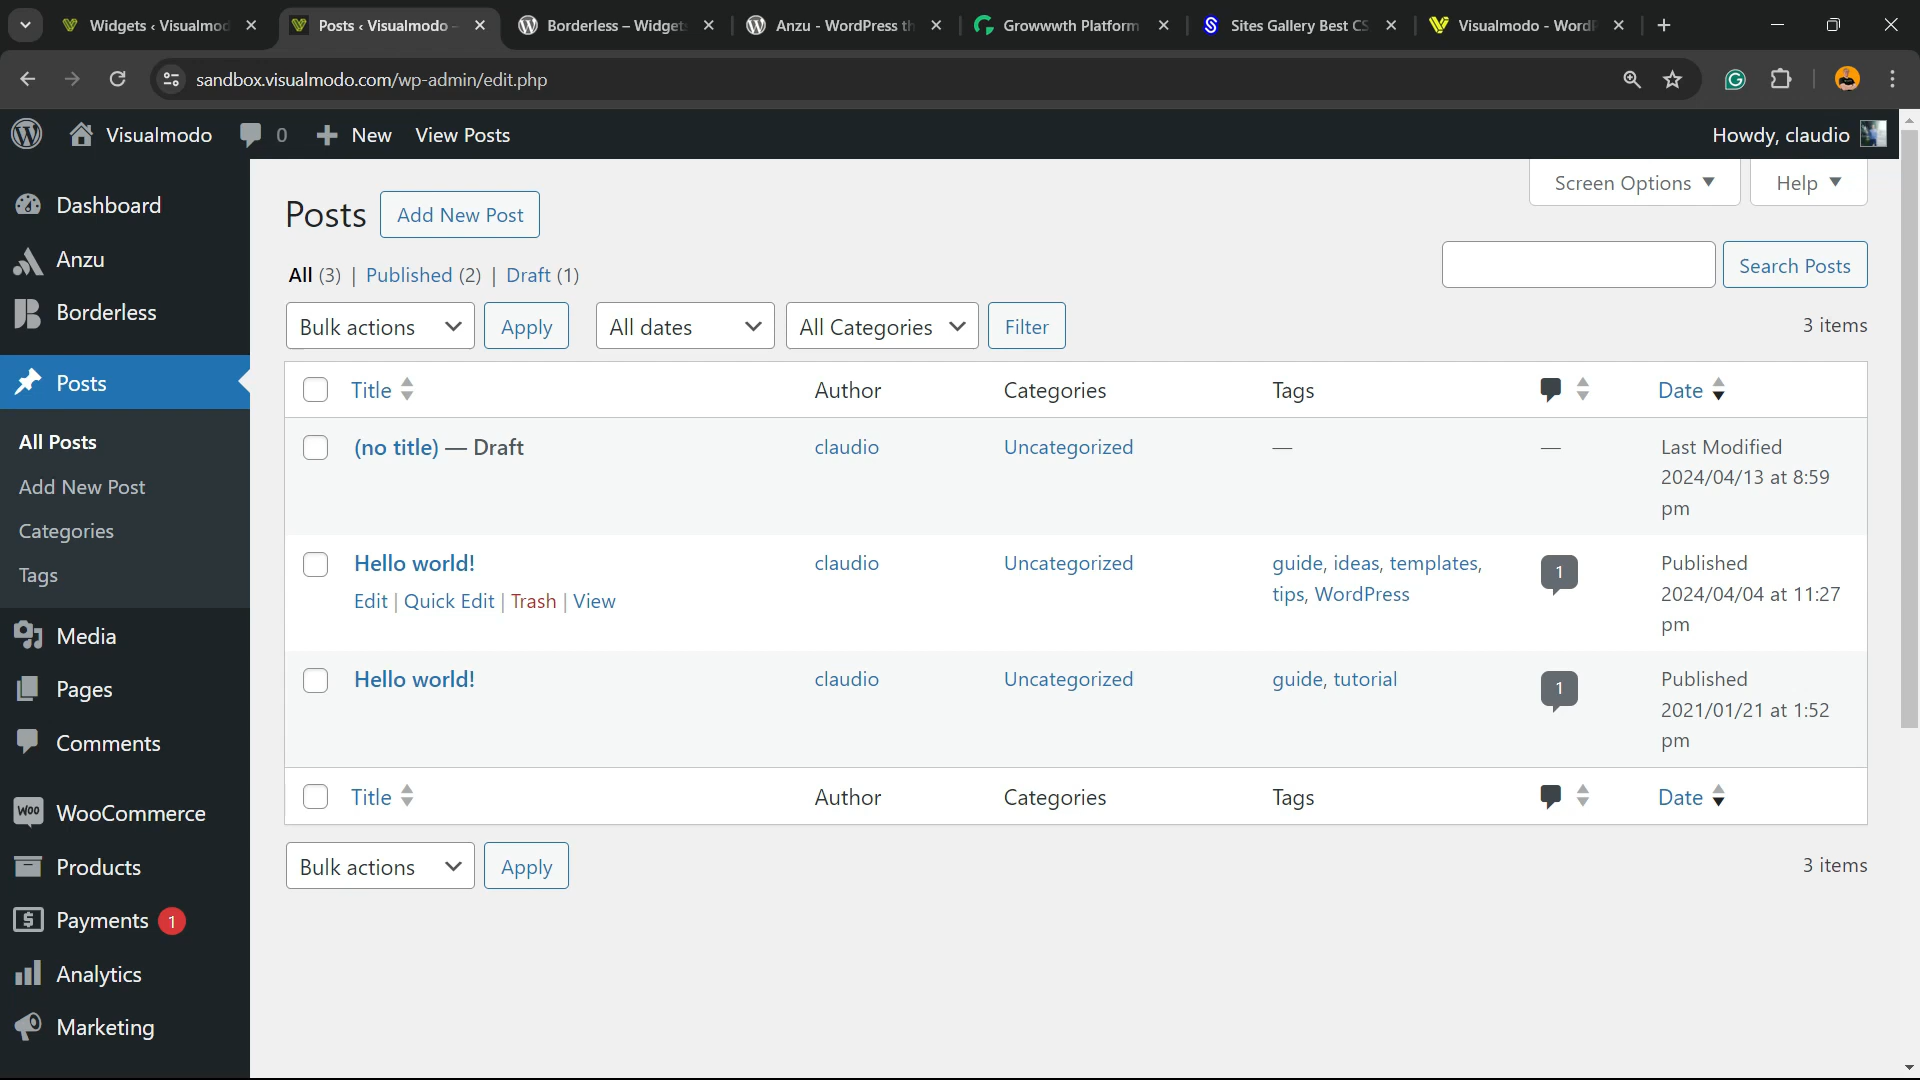 Widgets ‹ Visualmod
Posts ‹ Visualmodo –
Borderless – Widget
Anzu - WordPress th
Growwwth Platform
Sites Gallery Best CS
Visualmodo - WordP
sandbox.visualmodo.com/wp-admin/edit.php
Visualmodo
0
New
View Posts
Howdy, claudio
Dashboard
Anzu
Borderless
Posts
All Posts
Add New Post
Categories
Tags
Media
Pages
Comments
Woo
WooCommerce
Products
Payments 1
Analytics
Marketing
Screen Options
Help
Posts
Add New Post
All (3) | Published (2) | Draft (1)
Search Posts
Bulk actions
Apply
All dates
All Categories
Filter
3 items
Title
Author
Categories
Tags
Date
(no title) — Draft
claudio
Uncategorized
—
—
Last Modified
2024/04/13 at 8:59
pm
Hello world!
Edit | Quick Edit | Trash | View
claudio
Uncategorized
guide, ideas, templates,
tips, WordPress
1
Published
2024/04/04 at 11:27
pm
Hello world!
claudio
Uncategorized
guide, tutorial
1
Published
2021/01/21 at 1:52
pm
Title
Author
Categories
Tags
Date
Bulk actions
Apply
3 items